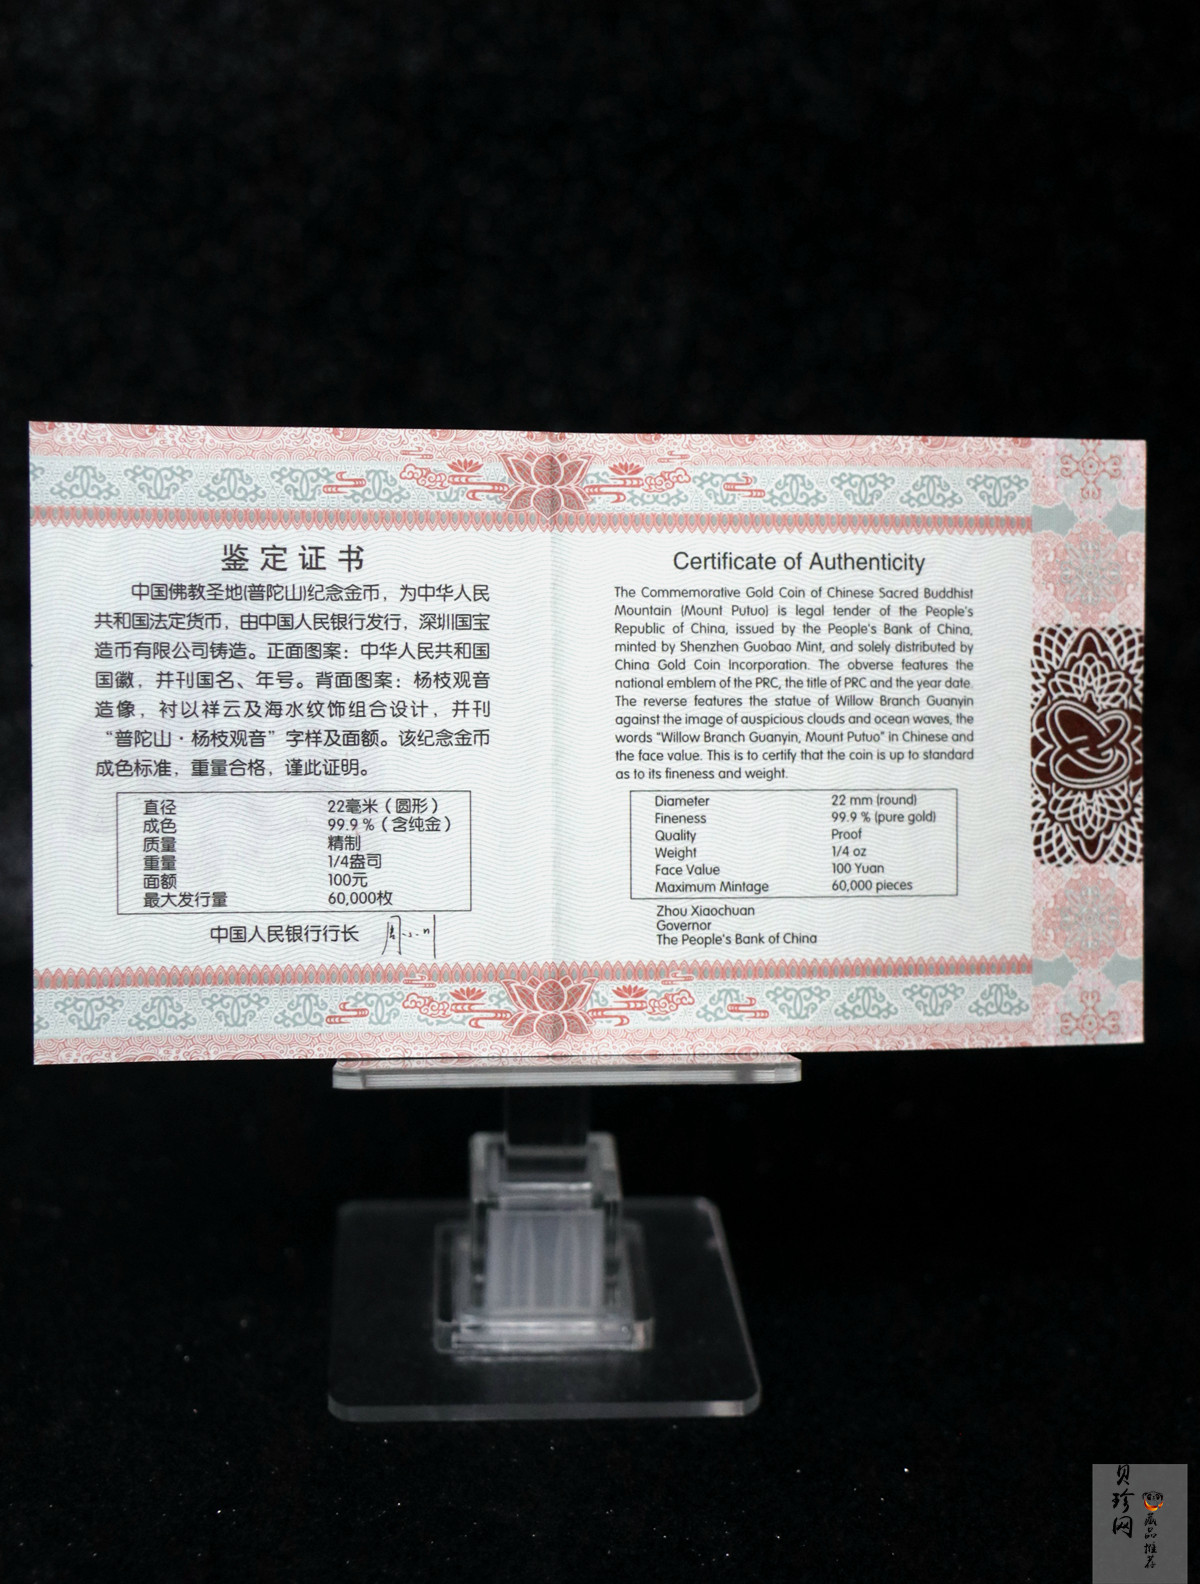 鉴定证书
中国佛教圣地(普陀山)纪念金币，为中华人民
共和国法定货币，由中国人民银行发行，深圳国宝
造币有限公司铸造。正面图案：中华人民共和国
国徽，并刊国名、年号。背面图案：杨枝观音
造像，衬以祥云及海水纹饰组合设计，并刊
“普陀山·杨枝观音”字样及面额。该纪念金币
成色标准，重量合格，谨此证明。
直径 22毫米（圆形）
成色 99.9％（含纯金）
质量 精制
重量 1/4盎司
面额 100元
最大发行量 60,000枚
中国人民银行行长
Certificate of Authenticity
The Commemorative Gold Coin of Chinese Sacred Buddhist
Mountain (Mount Putuo) is legal tender of the People's
Republic of China, issued by the People's Bank of China,
minted by Shenzhen Guobao Mint, and solely distributed by
China Gold Coin Incorporation. The obverse features the
national emblem of the PRC, the title of PRC and the year date.
The reverse features the statue of Willow Branch Guanyin
against the image of auspicious clouds and ocean waves, the
words "Willow Branch Guanyin, Mount Putuo" in Chinese and
the face value. This is to certify that the coin is up to standard
as to its fineness and weight.
Diameter 22 mm (round)
Fineness 99.9 % (pure gold)
Quality Proof
Weight 1/4 oz
Face Value 100 Yuan
Maximum Mintage 60,000 pieces
Zhou Xiaochuan
Governor
The People's Bank of China
贝珍网
藏品推荐